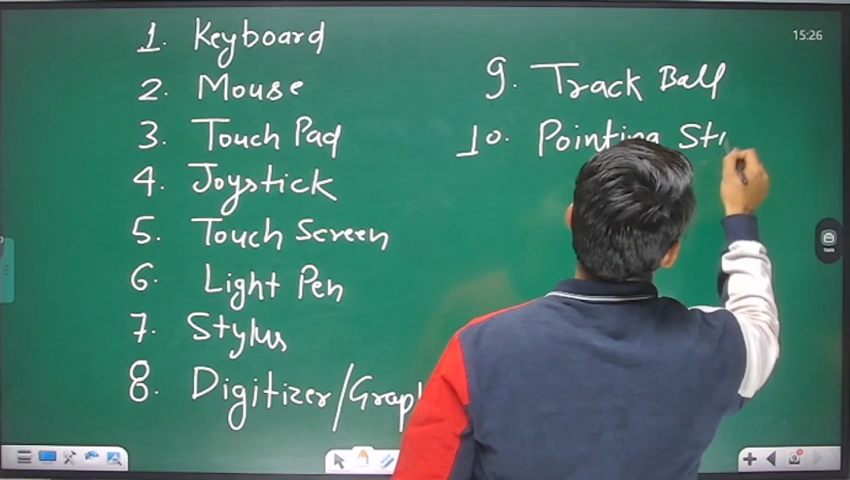 1. Keyboard
2. Mouse
3. Touch Pad
4. Joystick
5. Touch Screen
6. Light Pen
7. Stylus
8. Digitizer/Grap
9. Track Ball
10. Pointing Sti
15:26
Tools